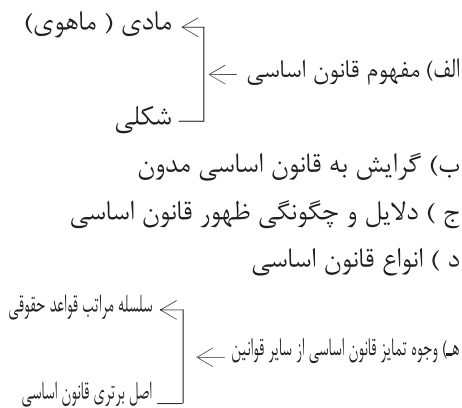 مادی ( ماهوی)
الف) مفهوم قانون اساسی
شکلی
ب) گرایش به قانون اساسی مدون
ج ) دلایل و چگونگی ظهور قانون اساسی
د ) انواع قانون اساسی
سلسله مراتب قواعد حقوقی
هـ) وجوه تمایز قانون اساسی از سایر قوانین
اصل برتری قانون اساسی